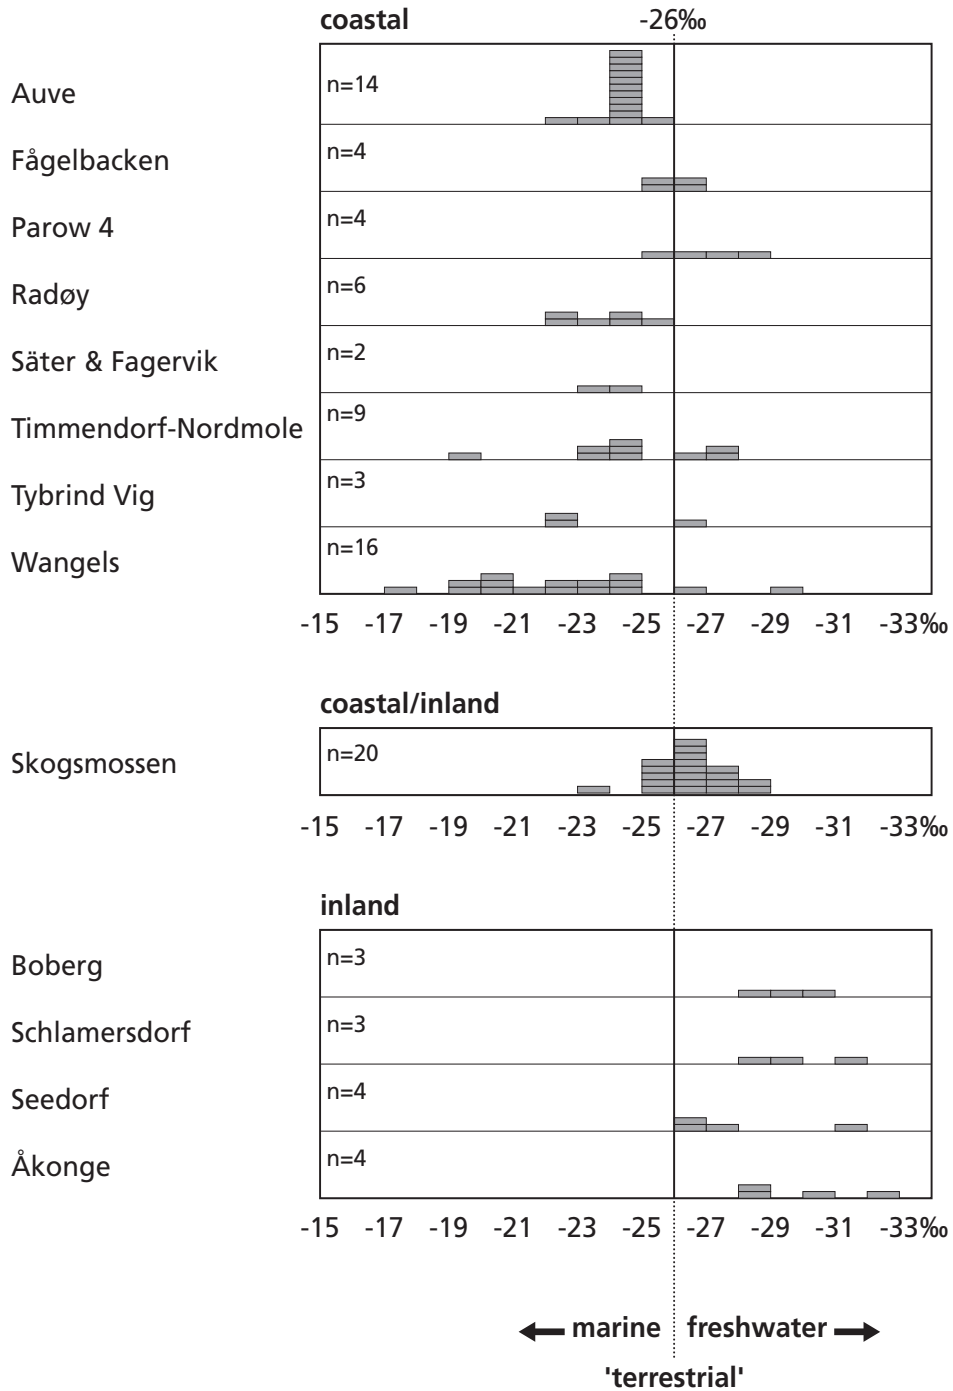 coastal -26‰
Auve n=14
Fågelbacken n=4
Parow 4 n=4
Radøy n=6
Säter & Fagervik n=2
Timmendorf-Nordmole n=9
Tybrind Vig n=3
Wangels n=16
-15 -17 -19 -21 -23 -25 -27 -29 -31 -33‰
coastal/inland
Skogsmossen n=20
-15 -17 -19 -21 -23 -25 -27 -29 -31 -33‰
inland
Boberg n=3
Schlamersdorf n=3
Seedorf n=4
Åkonge n=4
-15 -17 -19 -21 -23 -25 -27 -29 -31 -33‰
marine freshwater
'terrestrial'